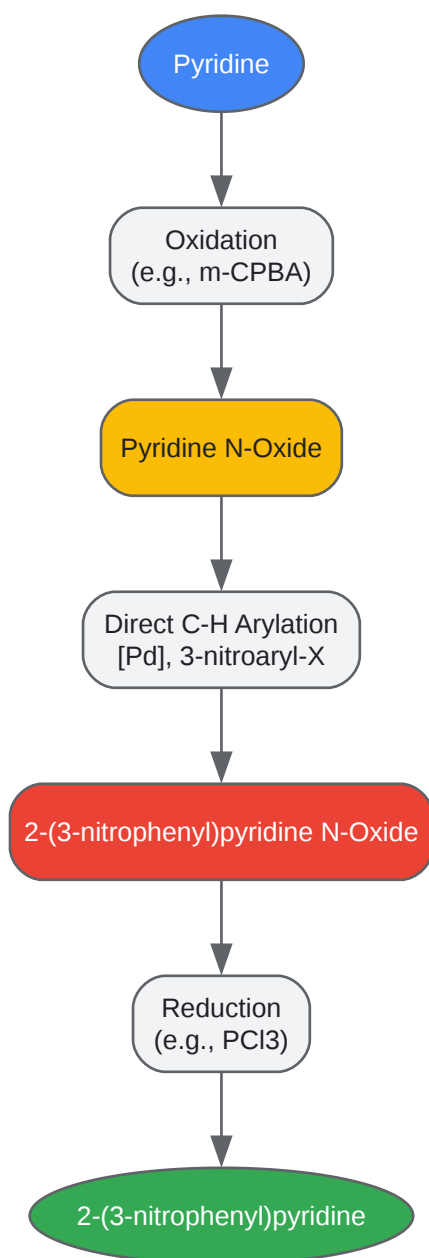 Pyridine
Oxidation
(e.g., m-CPBA)
Pyridine N-Oxide
Direct C-H Arylation
[Pd], 3-nitroaryl-X
2-(3-nitrophenyl)pyridine N-Oxide
Reduction
(e.g., PCl3)
2-(3-nitrophenyl)pyridine